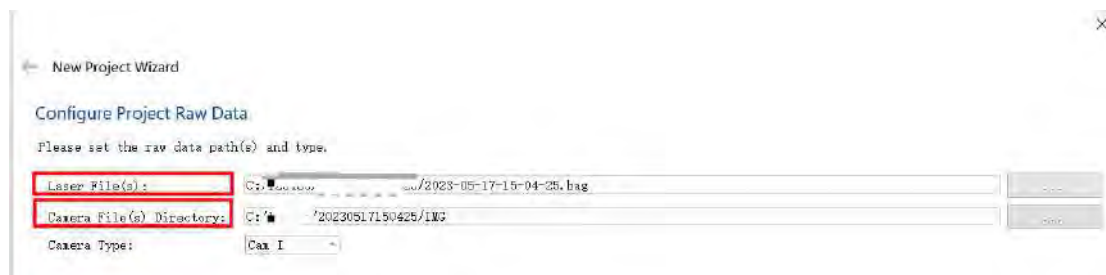 New Project Wizard
Configure Project Raw Data
Please set the raw data path(s) and type.
Laser File(s): C:/ /2023-05-17-15-04-25.bag ...
Camera File(s) Directory: C:/ /20230517150425/IMG ...
Camera Type: Cam I